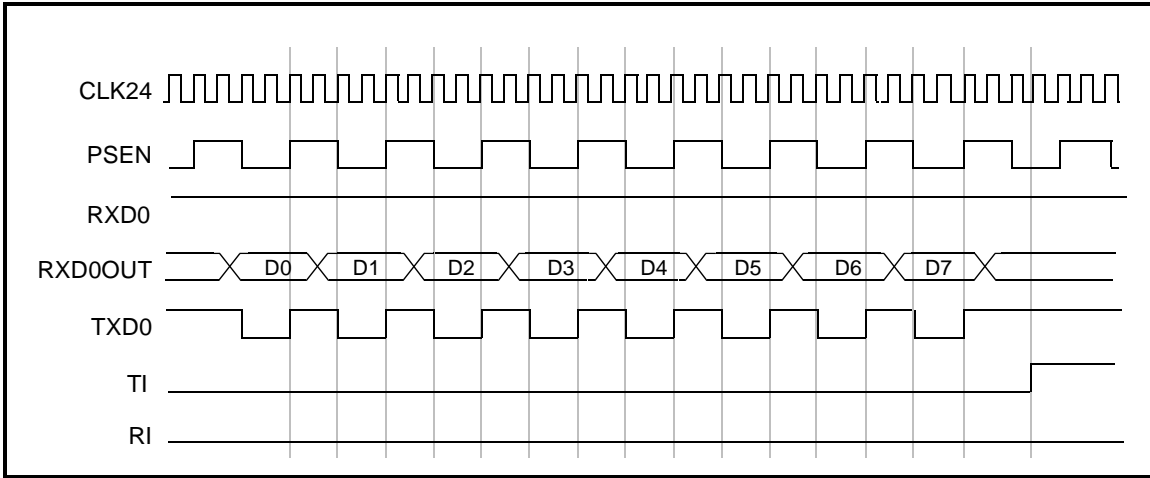 CLK24
PSEN
RXD0
RXD0OUT D0 D1 D2 D3 D4 D5 D6 D7
TXD0
TI
RI